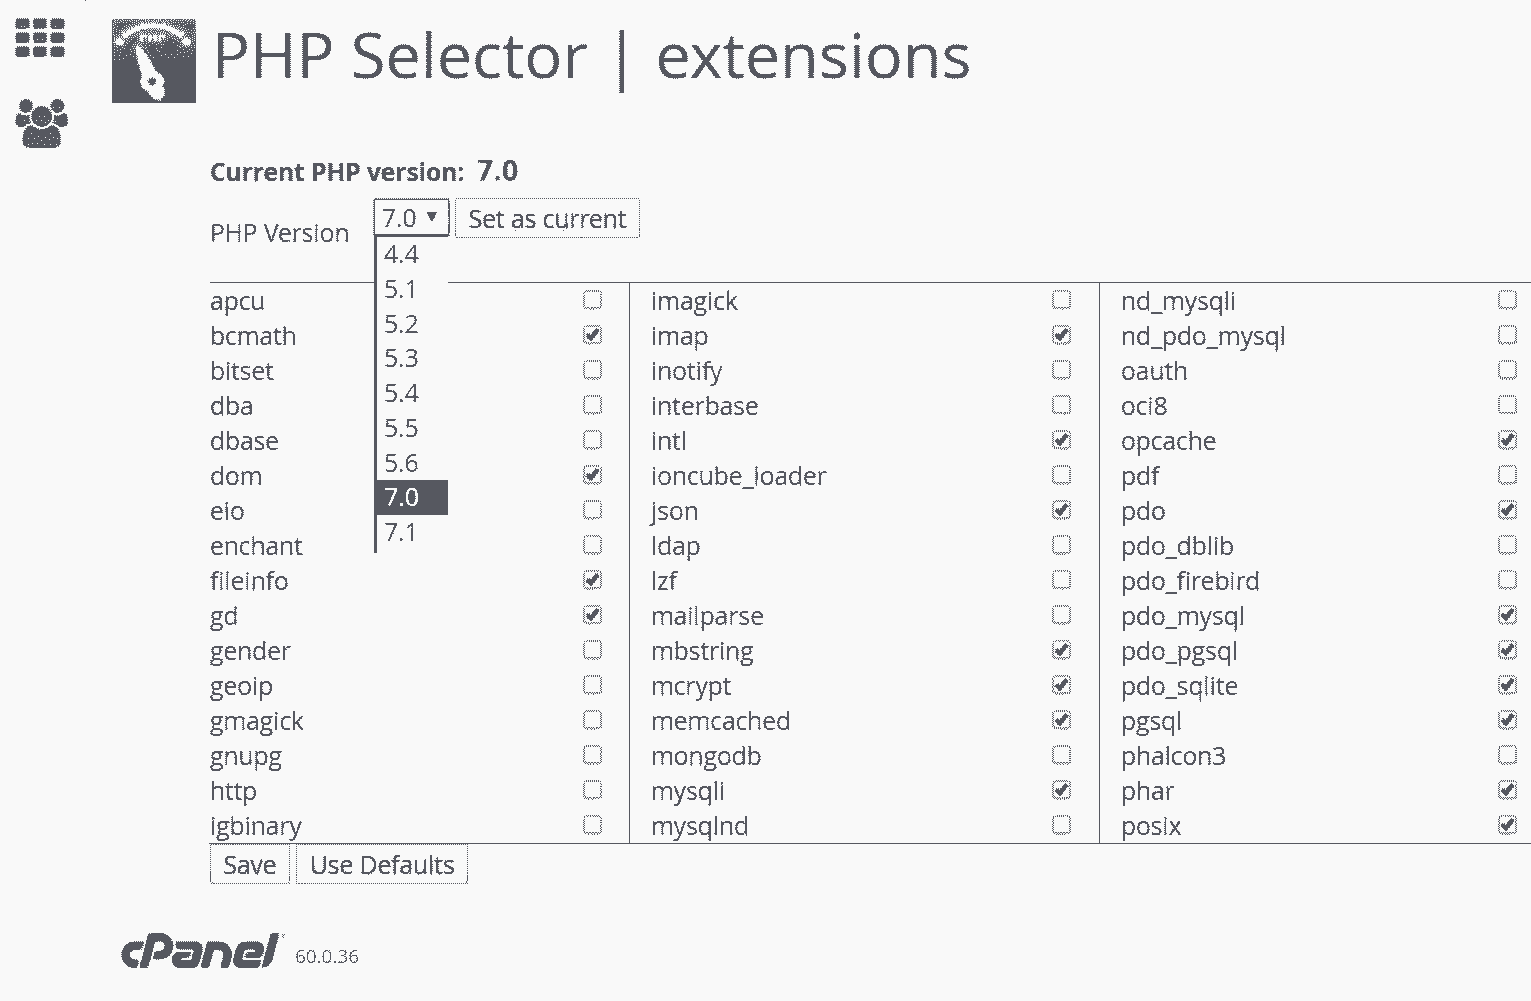 PHP Selector | extensions
Current PHP version: 7.0
PHP Version 7.0 Set as current
4.4
5.1
5.2
5.3
5.4
5.5
5.6
7.0
7.1
apcu
bcmath
bitset
dba
dbase
dom
eio
enchant
fileinfo
gd
gender
geoip
gmagick
gnupg
http
igbinary
imagick
imap
inotify
interbase
intl
ioncube_loader
json
ldap
lzf
mailparse
mbstring
mcrypt
memcached
mongodb
mysqli
mysqlnd
nd_mysqli
nd_pdo_mysql
oauth
oci8
opcache
pdf
pdo
pdo_dblib
pdo_firebird
pdo_mysql
pdo_pgsql
pdo_sqlite
pgsql
phalcon3
phar
posix
Save Use Defaults
cPanel 60.0.36